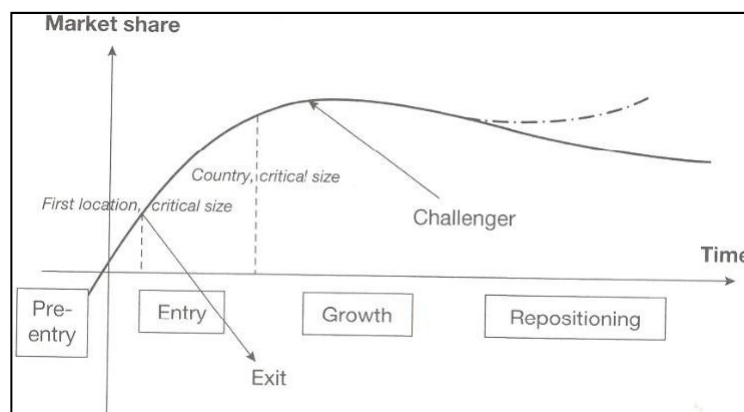 Market share
Country, critical size
First location, critical size
Challenger
Time
Pre-
entry
Entry
Growth
Repositioning
Exit